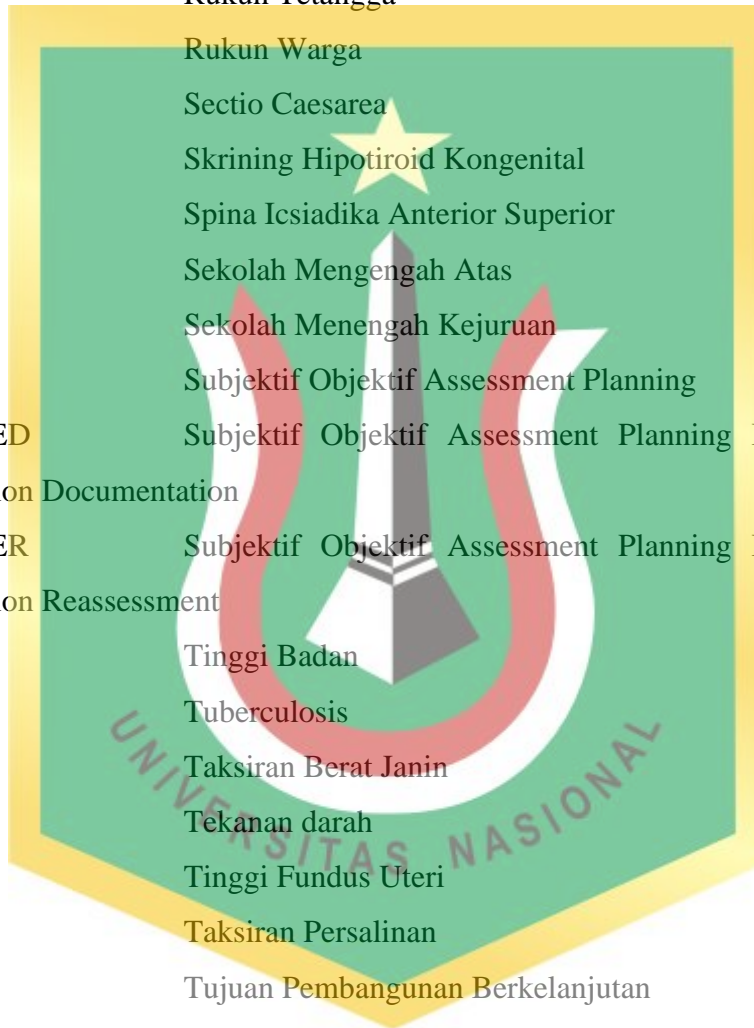 Rukun Tetangga
Rukun Warga
Sectio Caesarea
Skrining Hipotiroid Kongenital
Spina Icsiadika Anterior Superior
Sekolah Mengengah Atas
Sekolah Menengah Kejuruan
Subjektif Objektif Assessment Planning
ED Subjektif Objektif Assessment Planning
on Documentation
ER Subjektif Objektif Assessment Planning
on Reassessment
Tinggi Badan
Tuberculosis
Taksiran Berat Janin
Tekanan darah
Tinggi Fundus Uteri
Taksiran Persalinan
Tujuan Pembangunan Berkelanjutan
UNIVERSITAS NASIONAL